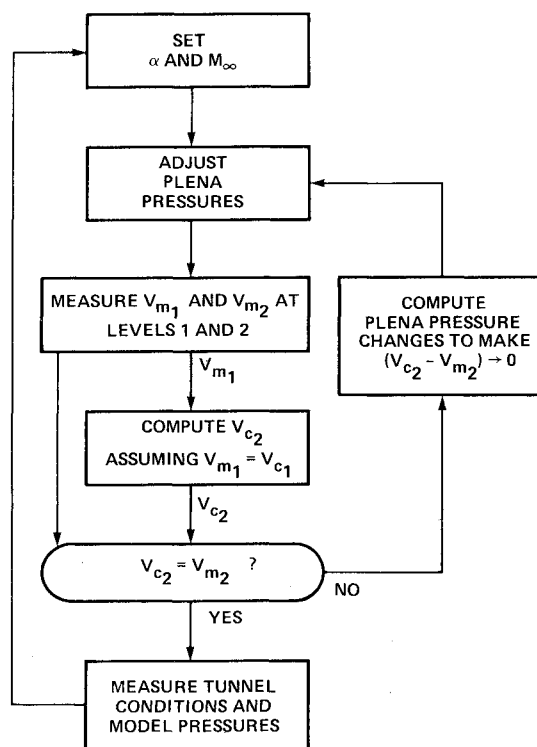 SET
α AND M∞
ADJUST
PLENA
PRESSURES
MEASURE Vm1 AND Vm2 AT
LEVELS 1 AND 2
Vm1
COMPUTE Vc2
ASSUMING Vm1 = Vc1
Vc2
Vc2 = Vm2 ?
NO
YES
COMPUTE
PLENA PRESSURE
CHANGES TO MAKE
(Vc2 – Vm2) → 0
MEASURE TUNNEL
CONDITIONS AND
MODEL PRESSURES